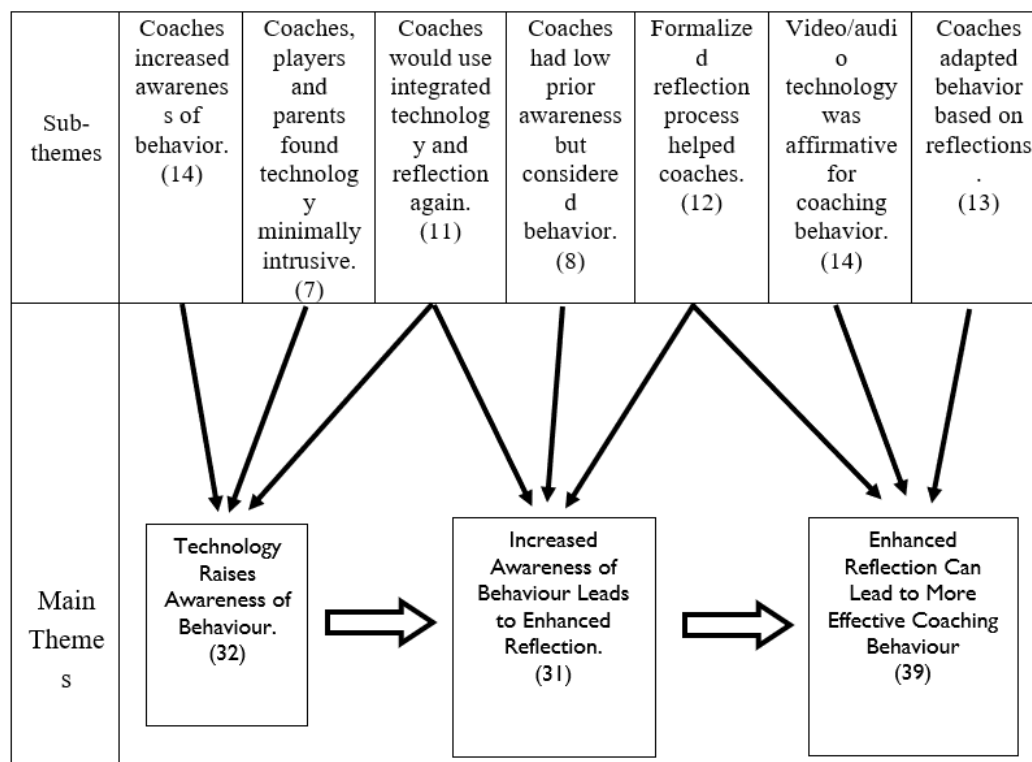 Sub-
themes
Coaches
increased
awarenes
s of
behavior.
(14)
Coaches,
players
and
parents
found
technolog
y
minimally
intrusive.
(7)
Coaches
would use
integrated
technolog
y and
reflection
again.
(11)
Coaches
had low
prior
awareness
but
considere
d
behavior.
(8)
Formalize
d
reflection
process
helped
coaches.
(12)
Video/audi
o
technology
was
affirmative
for
coaching
behavior.
(14)
Coaches
adapted
behavior
based on
reflections
.
(13)
Main
Theme
s
Technology
Raises
Awareness of
Behaviour.
(32)
Increased
Awareness of
Behaviour Leads
to Enhanced
Reflection.
(31)
Enhanced
Reflection Can
Lead to More
Effective Coaching
Behaviour
(39)